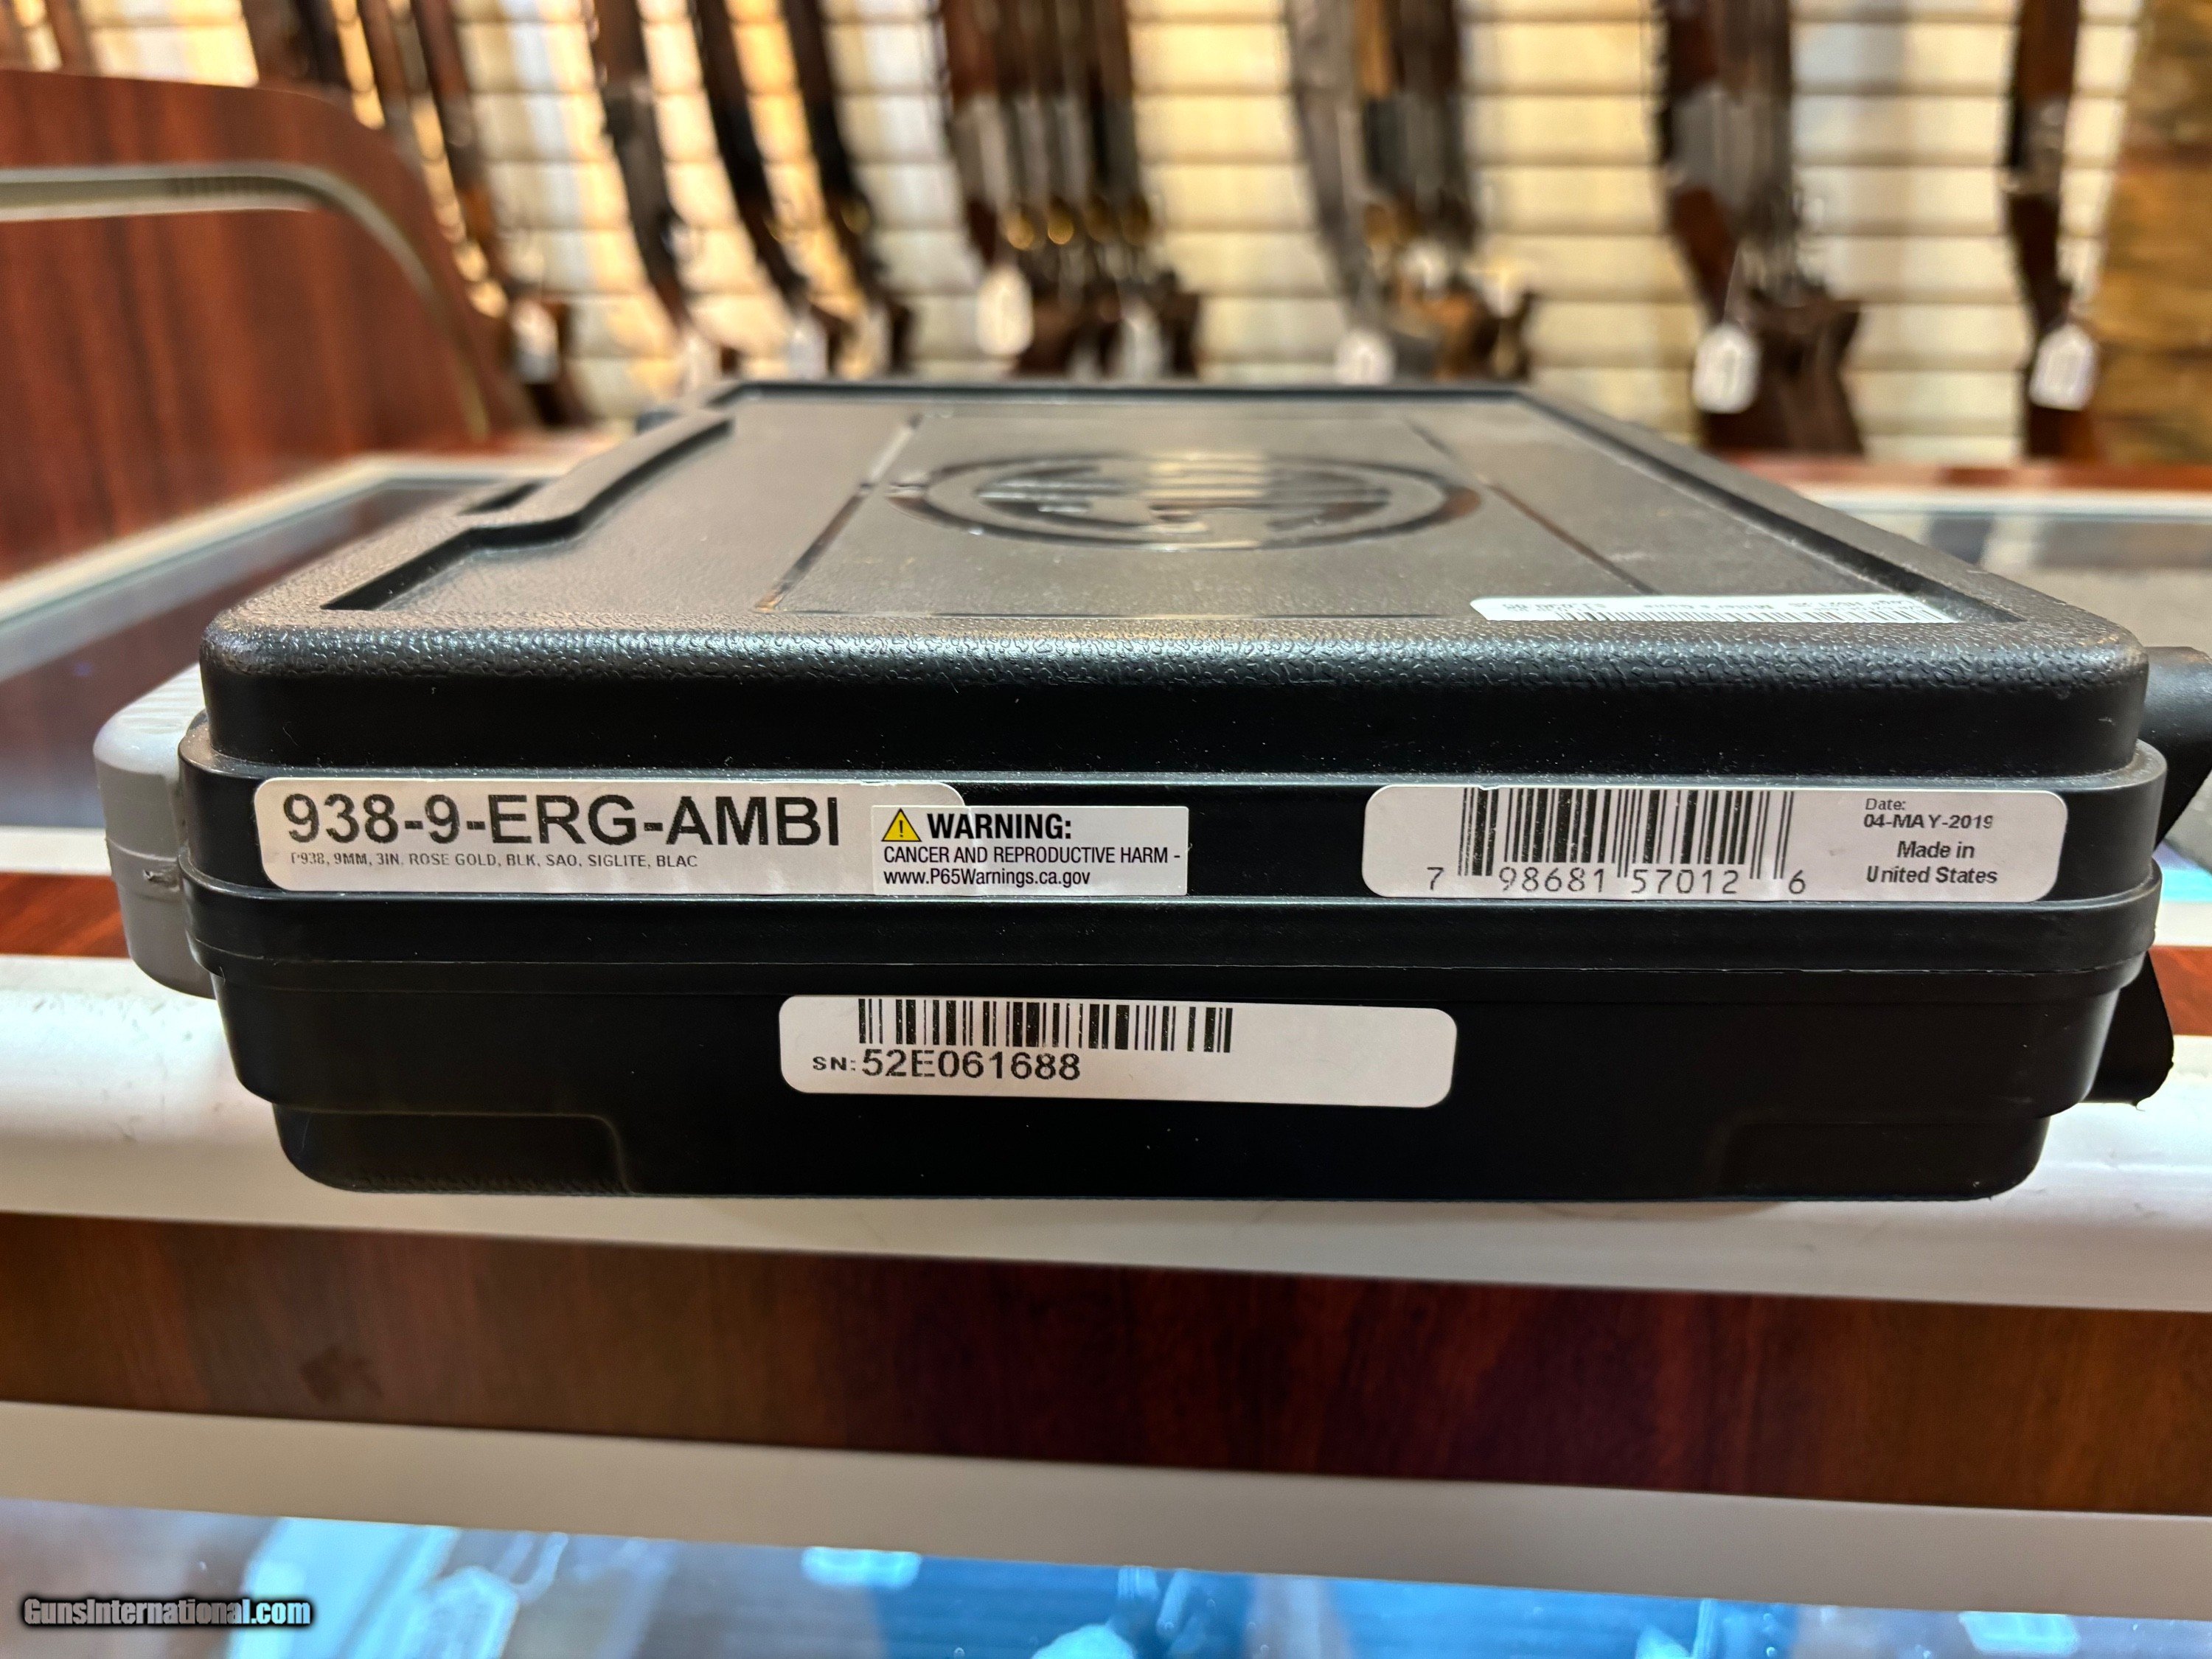 938-9-ERG-AMBI
P938, 9MM, 3IN, ROSE GOLD, BLK, SAO, SIGLITE, BLAC
WARNING:
CANCER AND REPRODUCTIVE HARM -
www.P65Warnings.ca.gov
7 98681 57012 6
Date:
04-MAY-2019
Made in
United States
SN: 52E061688
GunsInternational.com